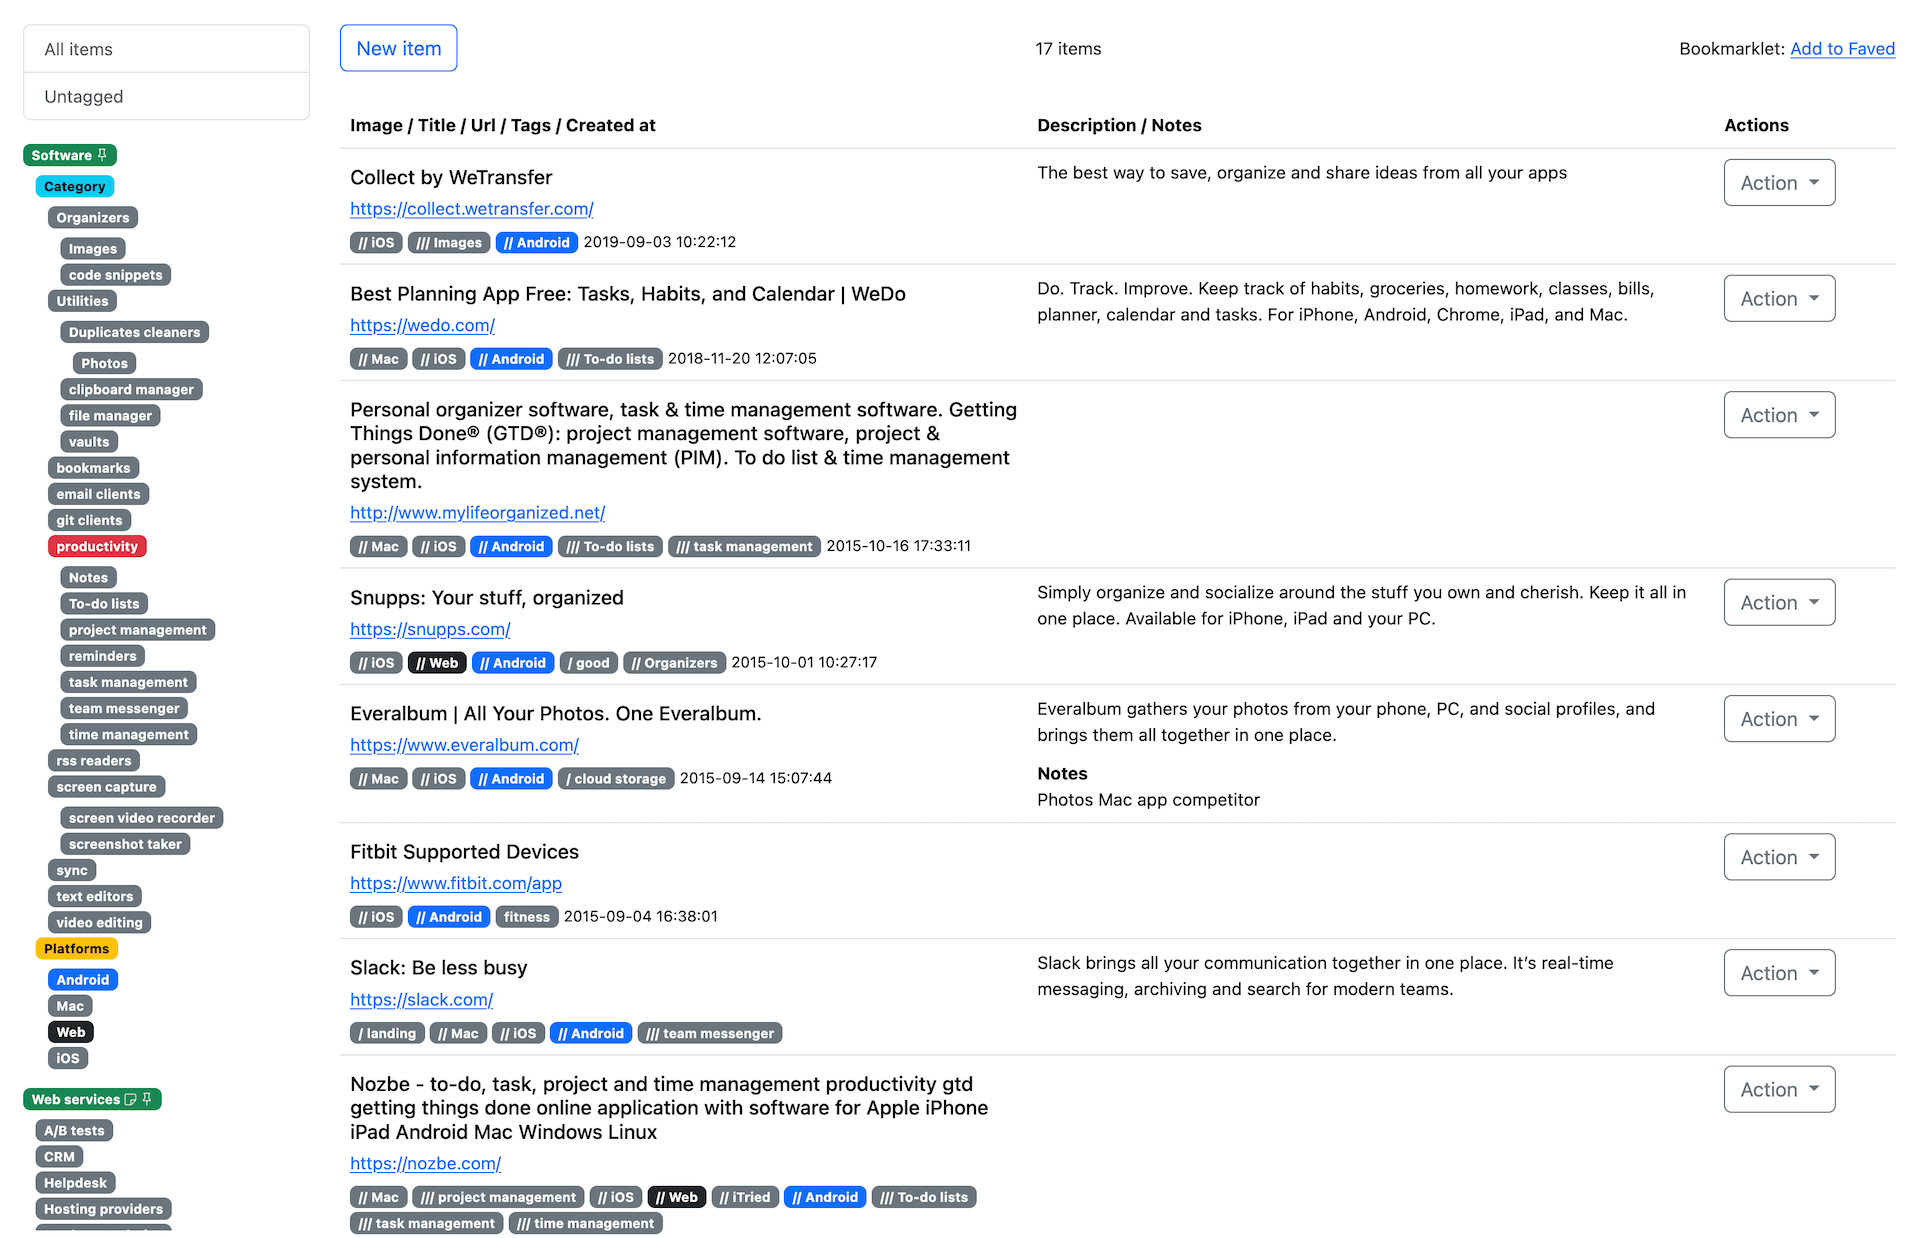 All items
Untagged
Software
Category
Organizers
Images
code snippets
Utilities
Duplicates cleaners
Photos
clipboard manager
file manager
vaults
bookmarks
email clients
git clients
productivity
Notes
To-do lists
project management
reminders
task management
team messenger
time management
rss readers
screen capture
screen video recorder
screenshot taker
sync
text editors
video editing
Platforms
Android
Mac
Web
iOS
Web services
A/B tests
CRM
Helpdesk
Hosting providers
New item
17 items
Bookmarklet: Add to Faved
Image / Title / Url / Tags / Created at
Description / Notes
Actions
Collect by WeTransfer
https://collect.wetransfer.com/
// iOS /// Images // Android 2019-09-03 10:22:12
The best way to save, organize and share ideas from all your apps
Action
Best Planning App Free: Tasks, Habits, and Calendar | WeDo
https://wedo.com/
// Mac // iOS // Android /// To-do lists 2018-11-20 12:07:05
Do. Track. Improve. Keep track of habits, groceries, homework, classes, bills,
planner, calendar and tasks. For iPhone, Android, Chrome, iPad, and Mac.
Action
Personal organizer software, task & time management software. Getting
Things Done® (GTD®): project management software, project &
personal information management (PIM). To do list & time management
system.
http://www.mylifeorganized.net/
// Mac // iOS // Android /// To-do lists /// task management 2015-10-16 17:33:11
Action
Snupps: Your stuff, organized
https://snupps.com/
// iOS // Web // Android / good // Organizers 2015-10-01 10:27:17
Simply organize and socialize around the stuff you own and cherish. Keep it all in
one place. Available for iPhone, iPad and your PC.
Action
Everalbum | All Your Photos. One Everalbum.
https://www.everalbum.com/
// Mac // iOS // Android / cloud storage 2015-09-14 15:07:44
Everalbum gathers your photos from your phone, PC, and social profiles, and
brings them all together in one place.
Notes
Photos Mac app competitor
Action
Fitbit Supported Devices
https://www.fitbit.com/app
// iOS // Android fitness 2015-09-04 16:38:01
Action
Slack: Be less busy
https://slack.com/
/ landing // Mac // iOS // Android /// team messenger
Slack brings all your communication together in one place. It’s real-time
messaging, archiving and search for modern teams.
Action
Nozbe - to-do, task, project and time management productivity gtd
getting things done online application with software for Apple iPhone
iPad Android Mac Windows Linux
https://nozbe.com/
// Mac /// project management // iOS // Web // iTried // Android /// To-do lists
/// task management /// time management
Action